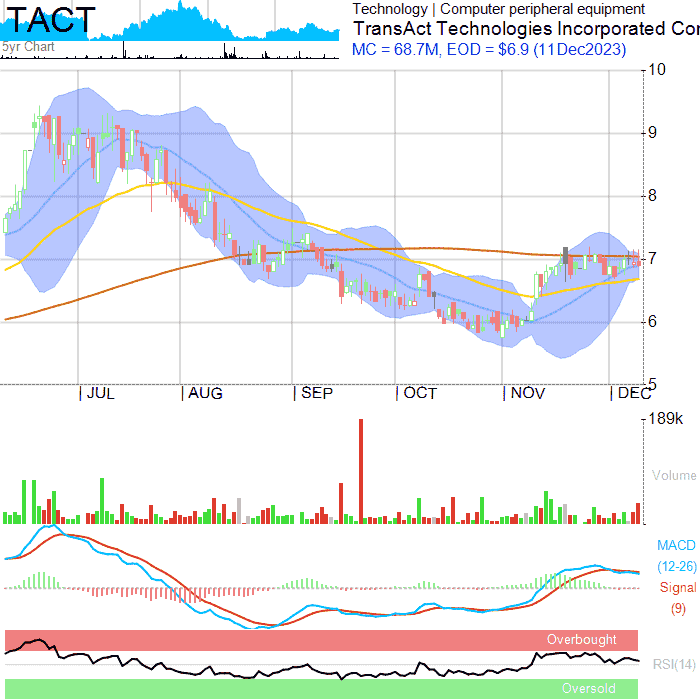 TACT
5yr Chart
Technology | Computer peripheral equipment
TransAct Technologies Incorporated Cor
MC = 68.7M, EOD = $6.9 (11Dec2023)
10
9
8
7
6
5
JUL AUG SEP OCT NOV DEC
189k
Volume
MACD
(12-26)
Signal
(9)
Overbought
RSI(14)
Oversold